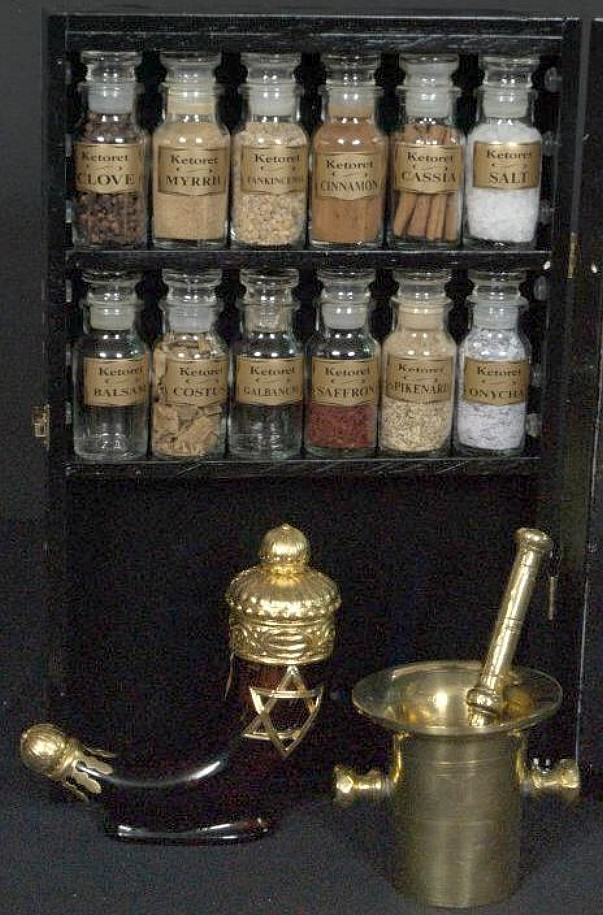 Ketoret
CLOVE
Ketoret
MYRRH
Ketoret
FRANKINCENSE
Ketoret
CINNAMON
Ketoret
CASSIA
Ketoret
SALT
Ketoret
BALSAM
Ketoret
COSTUS
Ketoret
GALBANUM
Ketoret
SAFFRON
Ketoret
SPIKENARD
Ketoret
ONYCHA